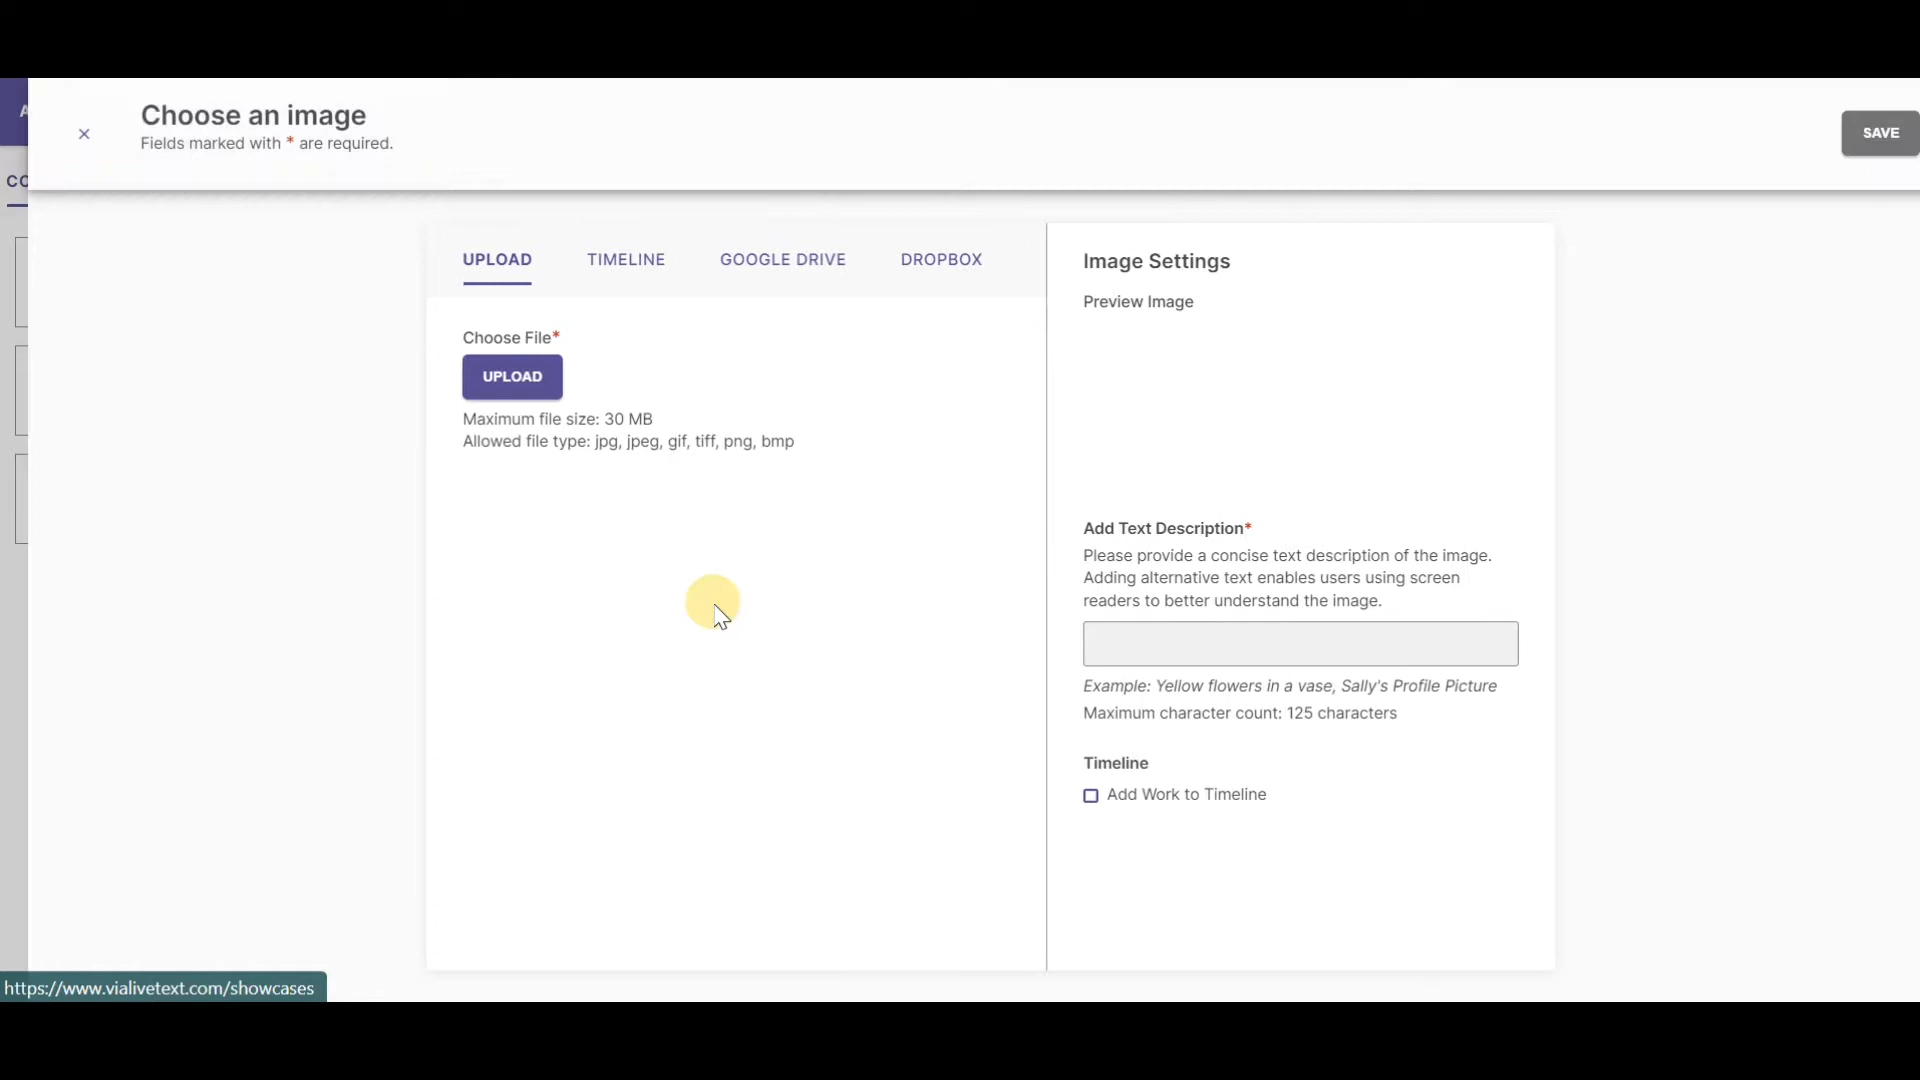 Choose an image
Fields marked with * are required.
SAVE
A
CO
UPLOAD
TIMELINE
GOOGLE DRIVE
DROPBOX
Choose File*
UPLOAD
Maximum file size: 30 MB
Allowed file type: jpg, jpeg, gif, tiff, png, bmp
Image Settings
Preview Image
Add Text Description*
Please provide a concise text description of the image.
Adding alternative text enables users using screen
readers to better understand the image.
Example: Yellow flowers in a vase, Sally's Profile Picture
Maximum character count: 125 characters
Timeline
Add Work to Timeline
https://www.vialivetext.com/showcases